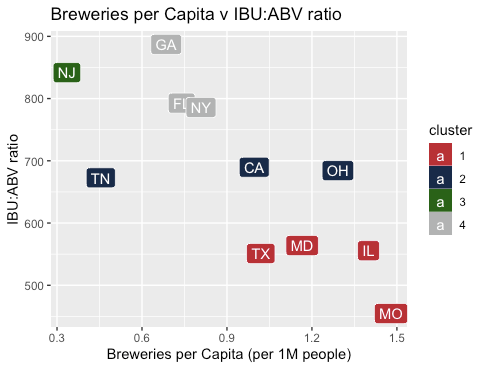 Breweries per Capita v IBU:ABV ratio
900
800
700
600
500
IBU:ABV ratio
GA
NJ
FL
NY
TN
CA
OH
TX
MD
IL
MO
0.3
0.6
0.9
1.2
1.5
Breweries per Capita (per 1M people)
cluster
a 1
a 2
a 3
a 4